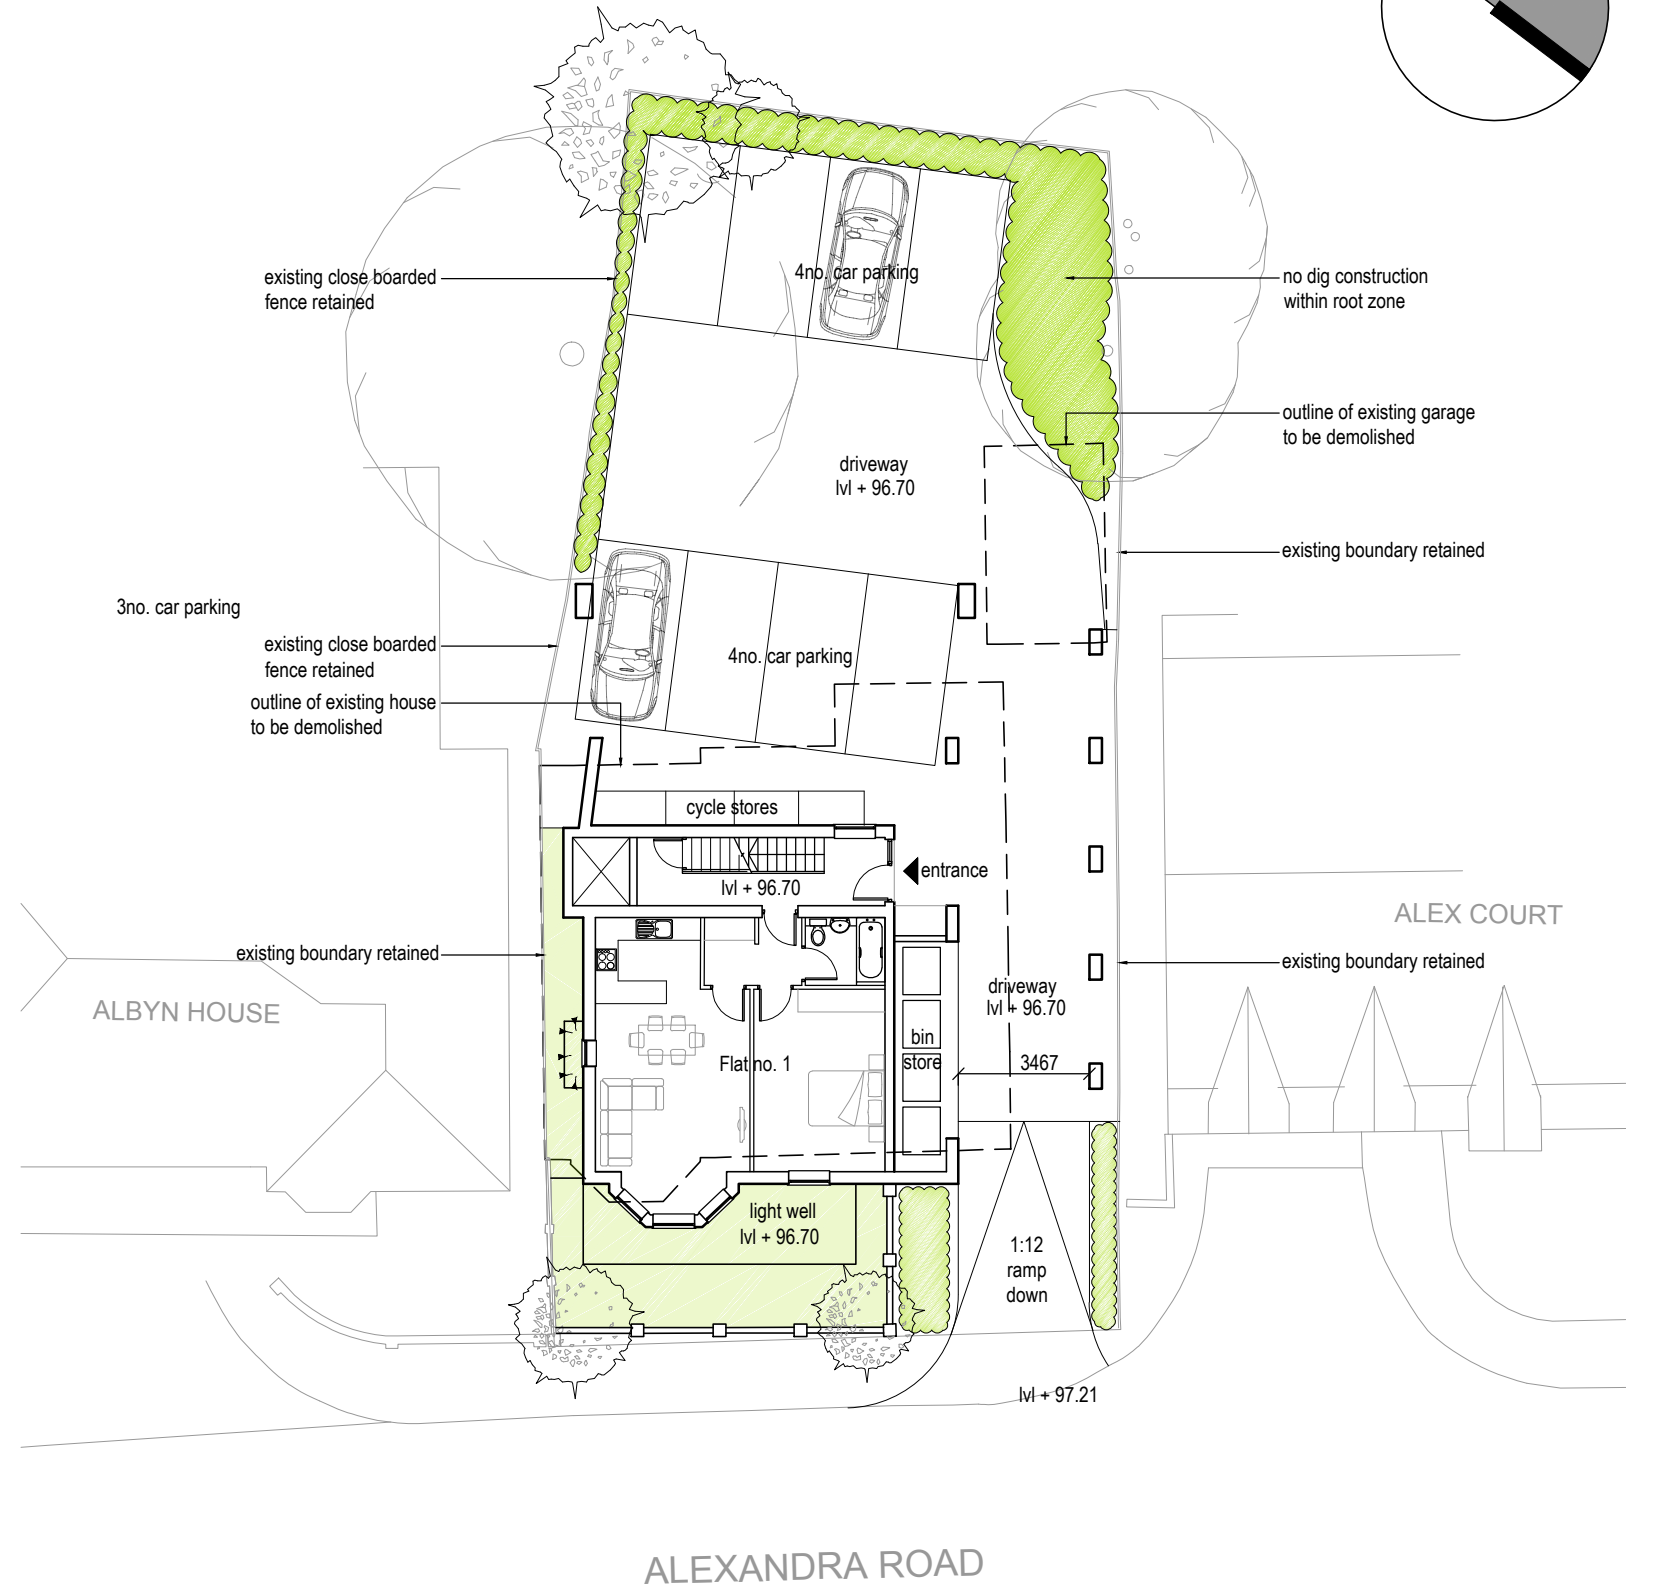 existing close boarded
fence retained
4no. car parking
no dig construction
within root zone
outline of existing garage
to be demolished
driveway
lvl + 96.70
existing boundary retained
3no. car parking
existing close boarded
fence retained
4no. car parking
outline of existing house
to be demolished
cycle stores
lvl + 96.70
entrance
ALEX COURT
existing boundary retained
existing boundary retained
ALBYN HOUSE
driveway
lvl + 96.70
bin
store
Flat no. 1
3467
light well
lvl + 96.70
1:12
ramp
down
lvl + 97.21
ALEXANDRA ROAD